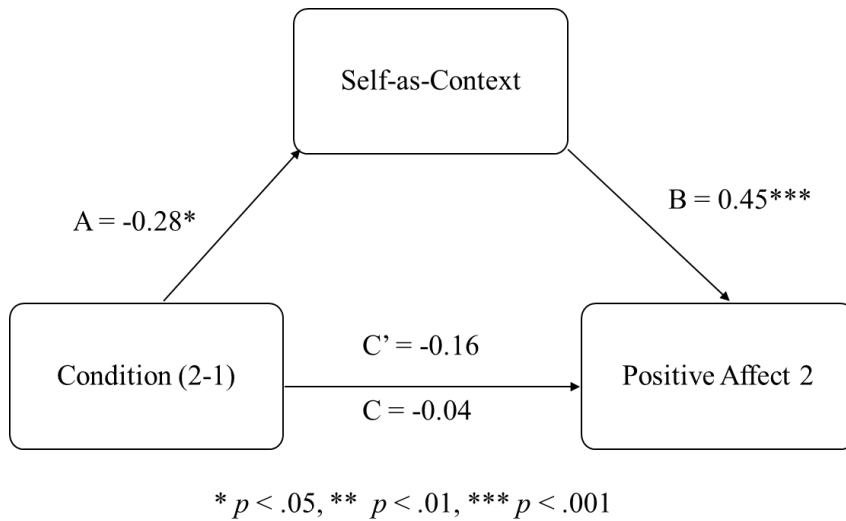 Self-as-Context
A = -0.28*
B = 0.45***
Condition (2-1)
C’ = -0.16
C = -0.04
Positive Affect 2
* p < .05, ** p < .01, *** p < .001